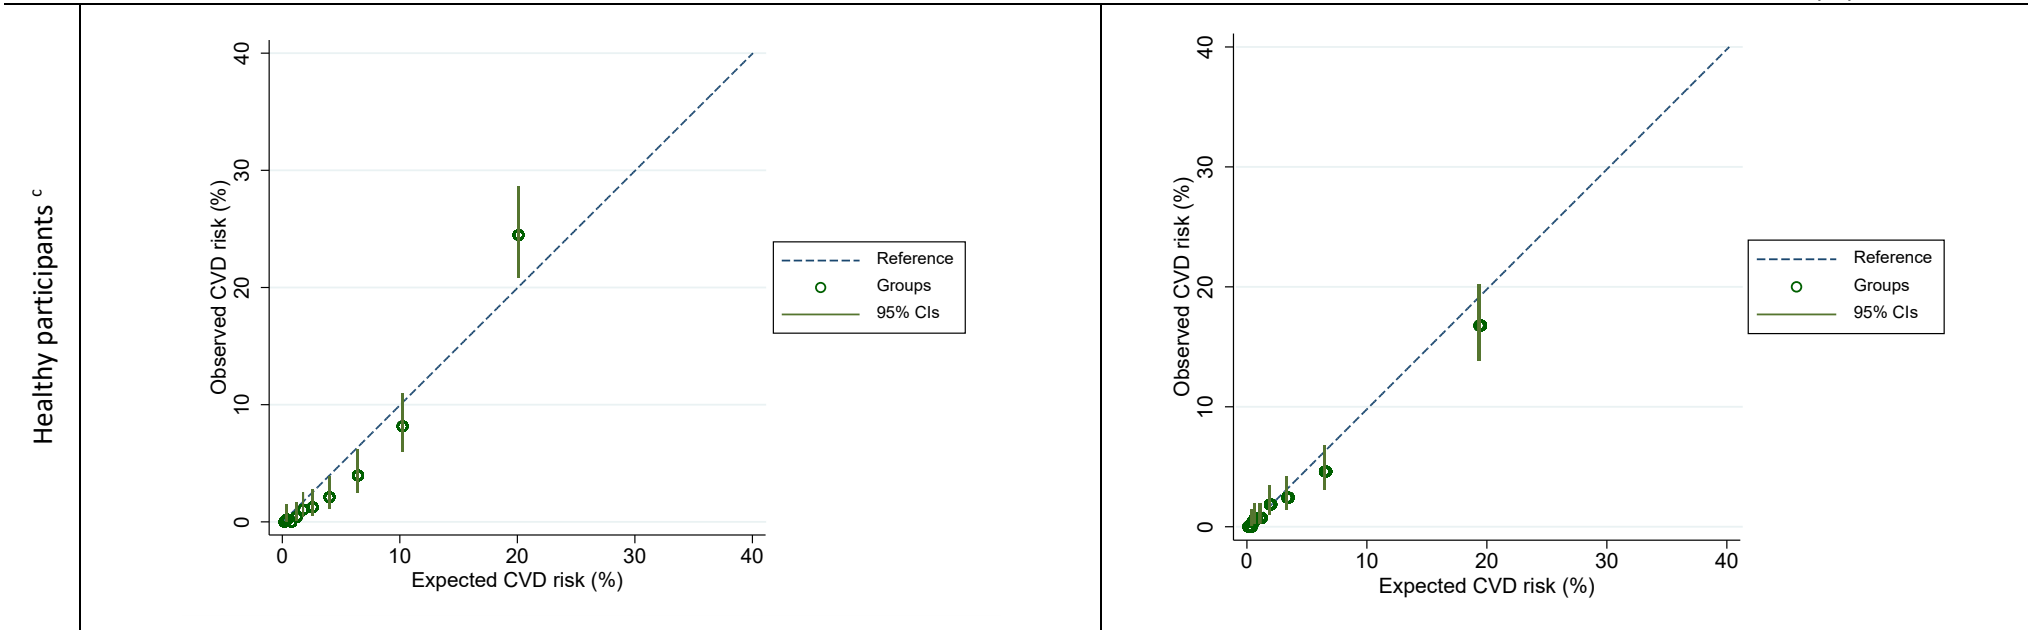 Healthy participants c
Observed CVD risk (%)
40
30
20
10
0
0 10 20 30 40
Expected CVD risk (%)
Reference
Groups
95% CIs
Observed CVD risk (%)
40
30
20
10
0
0 10 20 30 40
Expected CVD risk (%)
Reference
Groups
95% CIs